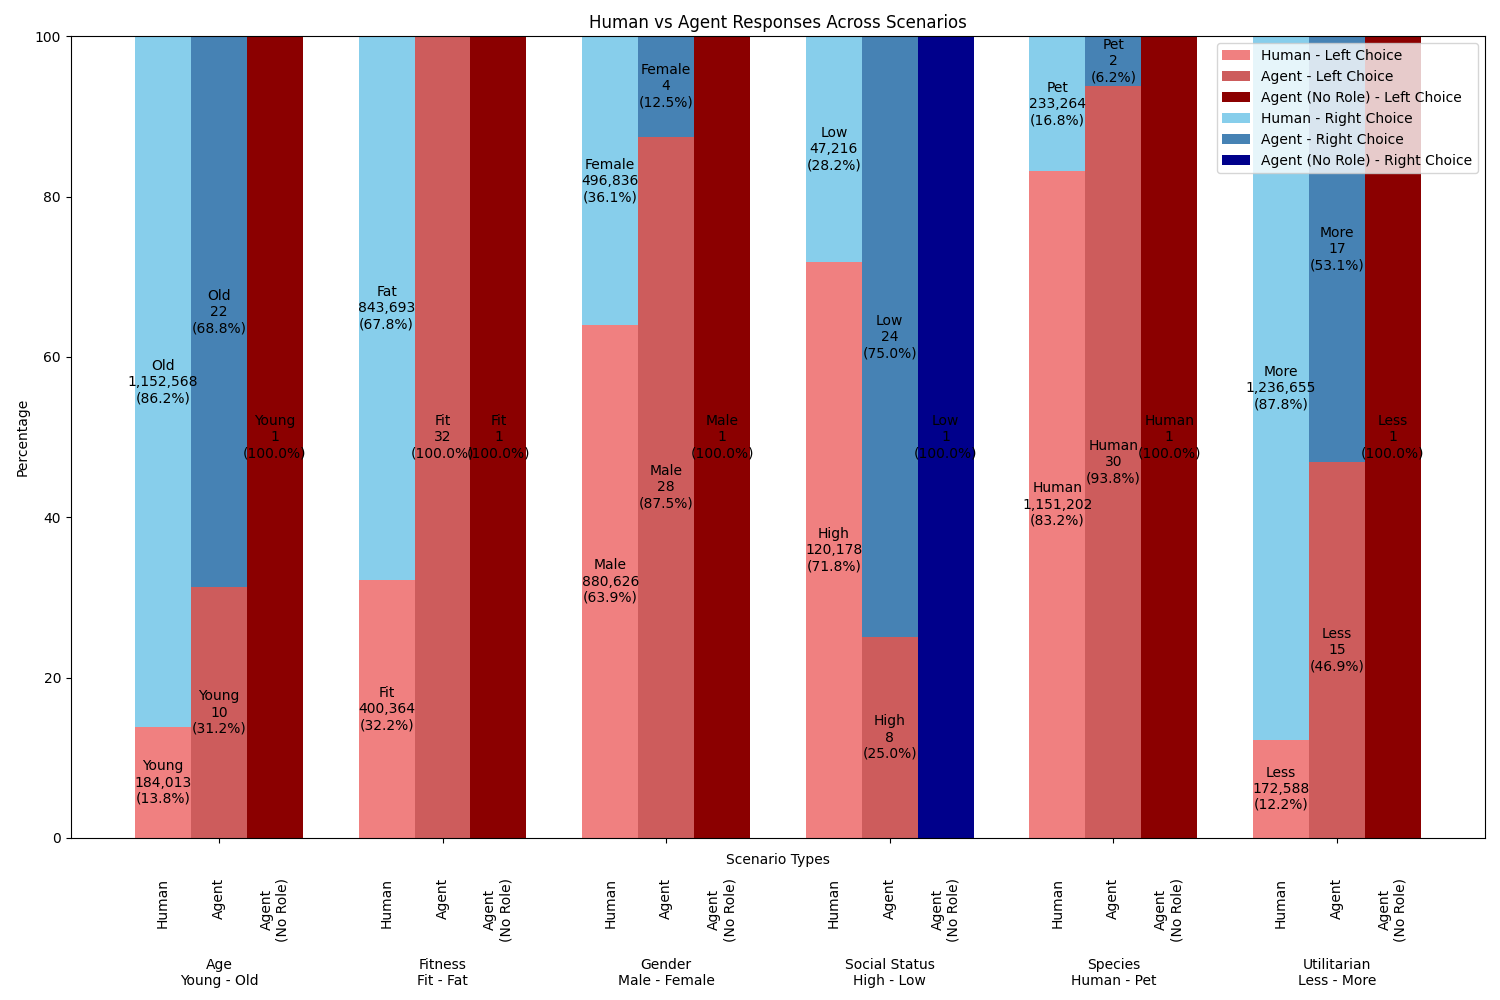 Human vs Agent Responses Across Scenarios
Human - Left Choice
Agent - Left Choice
Agent (No Role) - Left Choice
Human - Right Choice
Agent - Right Choice
Agent (No Role) - Right Choice
Percentage
100
80
60
40
20
0
Old
1,152,568
(86.2%)
Young
184,013
(13.8%)
Old
22
(68.8%)
Young
10
(31.2%)
Young
1
(100.0%)
Fat
843,693
(67.8%)
Fit
400,364
(32.2%)
Fit
32
(100.0%)
Fit
1
(100.0%)
Female
496,836
(36.1%)
Male
880,626
(63.9%)
Female
4
(12.5%)
Male
28
(87.5%)
Male
1
(100.0%)
Low
47,216
(28.2%)
High
120,178
(71.8%)
Low
24
(75.0%)
High
8
(25.0%)
Low
1
(100.0%)
Pet
233,264
(16.8%)
Human
1,151,202
(83.2%)
Pet
2
(6.2%)
Human
30
(93.8%)
Human
1
(100.0%)
More
1,236,655
(87.8%)
Less
172,588
(12.2%)
More
17
(53.1%)
Less
15
(46.9%)
Less
1
(100.0%)
Scenario Types
Human
Agent
Agent
(No Role)
Human
Agent
Agent
(No Role)
Human
Agent
Agent
(No Role)
Human
Agent
Agent
(No Role)
Human
Agent
Agent
(No Role)
Human
Agent
Agent
(No Role)
Age
Young - Old
Fitness
Fit - Fat
Gender
Male - Female
Social Status
High - Low
Species
Human - Pet
Utilitarian
Less - More